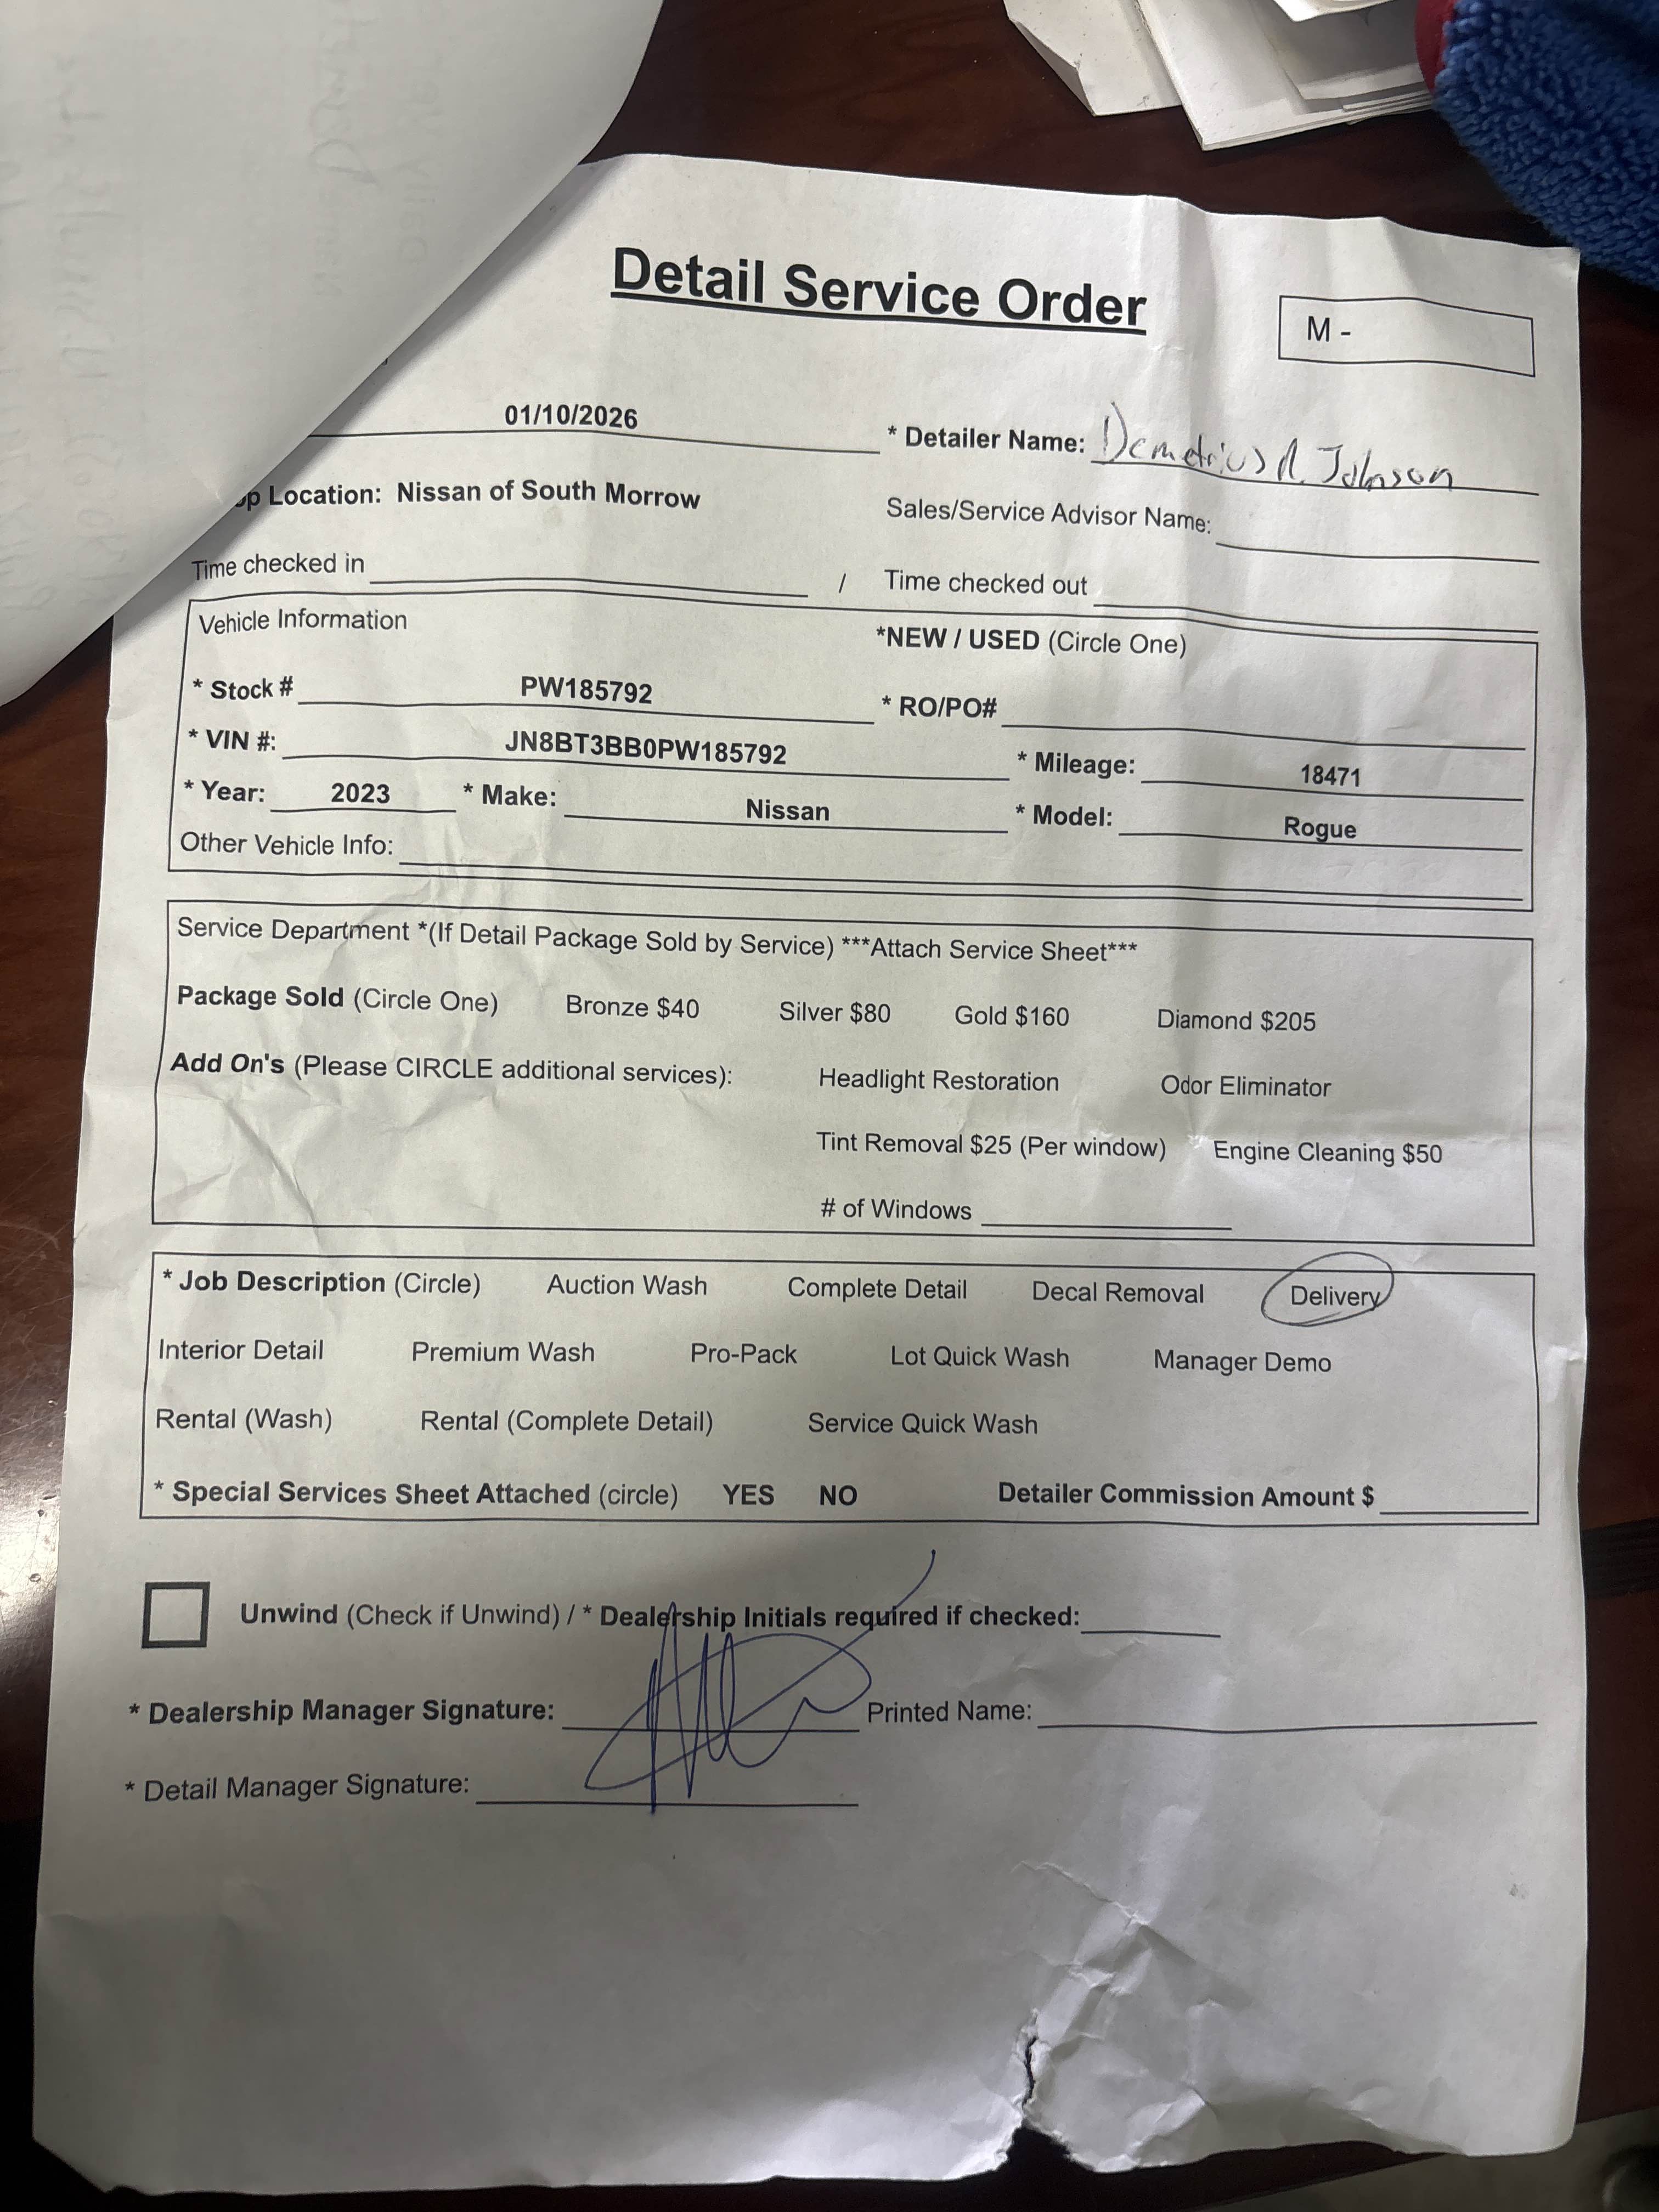 Detail Service Order
M -
01/10/2026 * Detailer Name: Demetrius R. Johnson
Location: Nissan of South Morrow Sales/Service Advisor Name:
Time checked in / Time checked out
Vehicle Information *NEW / USED (Circle One)
* Stock # PW185792 * RO/PO#
* VIN #: JN8BT3BB0PW185792 * Mileage: 18471
* Year: 2023 * Make: Nissan * Model: Rogue
Other Vehicle Info:
Service Department *(If Detail Package Sold by Service) ***Attach Service Sheet***
Package Sold (Circle One) Bronze $40 Silver $80 Gold $160 Diamond $205
Add On's (Please CIRCLE additional services): Headlight Restoration Odor Eliminator
Tint Removal $25 (Per window) Engine Cleaning $50
# of Windows
* Job Description (Circle) Auction Wash Complete Detail Decal Removal Delivery
Interior Detail Premium Wash Pro-Pack Lot Quick Wash Manager Demo
Rental (Wash) Rental (Complete Detail) Service Quick Wash
* Special Services Sheet Attached (circle) YES NO Detailer Commission Amount $
Unwind (Check if Unwind) / * Dealership Initials required if checked:
* Dealership Manager Signature: Printed Name:
* Detail Manager Signature: